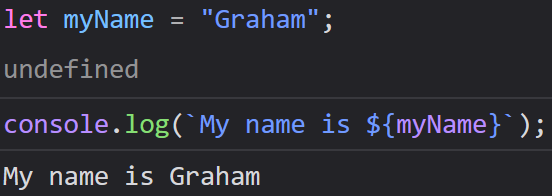 let myName = "Graham";
undefined
console.log(`My name is ${myName}`);
My name is Graham